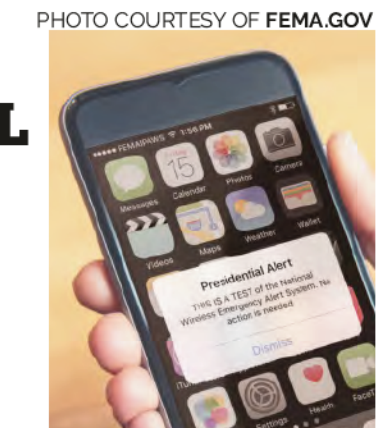 PHOTO COURTESY OF FEMA.GOV
L
FEMAIPAWS 1:56 PM
15
Messages Calendar Photos Camera
Videos Maps Weather Wallet
Presidential Alert
THIS IS A TEST of the National
Wireless Emergency Alert System. No
action is needed.
Dismiss
Settings Health